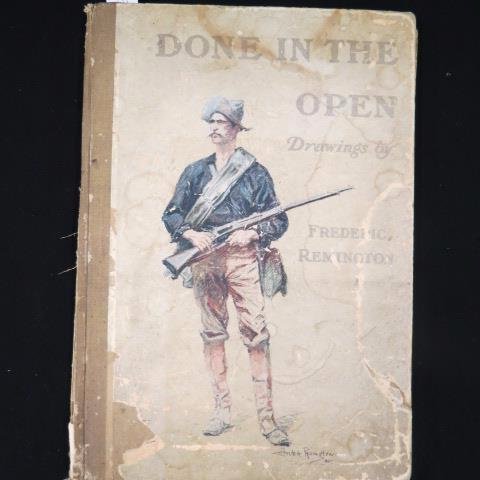 DONE IN THE
OPEN
Drawings by
FREDERIC
REMINGTON